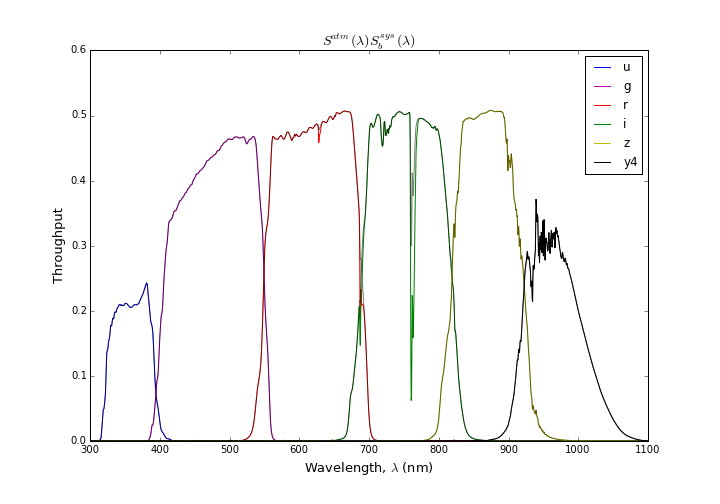 S^{atm}(λ)S_b^{sys}(λ)
0.6
0.5
0.4
0.3
0.2
0.1
0.0
Throughput
u
g
r
i
z
y4
300 400 500 600 700 800 900 1000 1100
Wavelength, λ (nm)